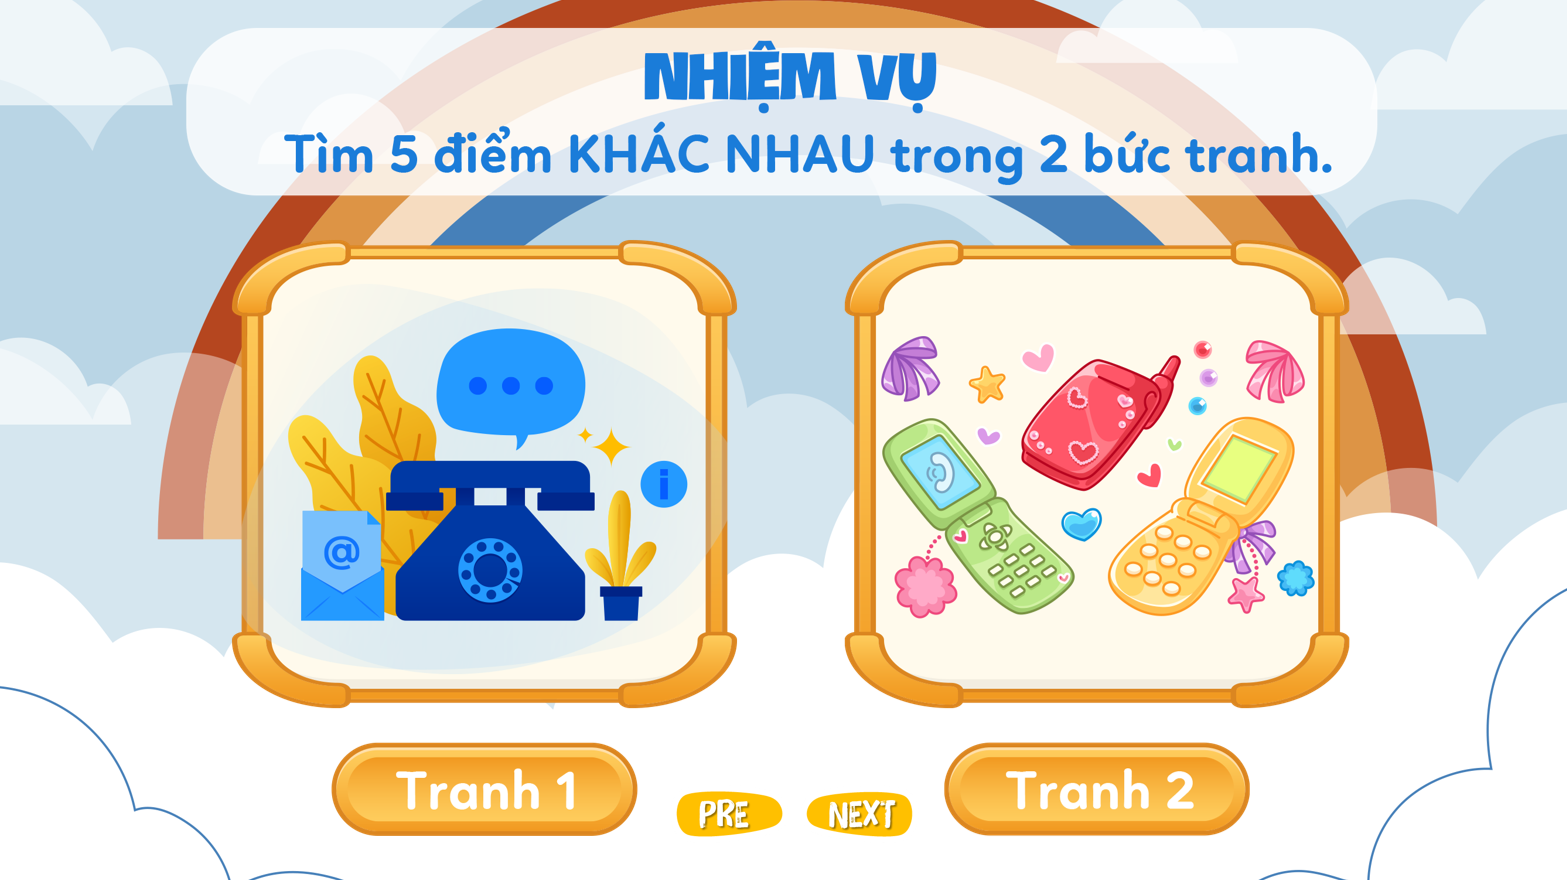 NHIỆM VỤ
Tìm 5 điểm KHÁC NHAU trong 2 bức tranh.
@
i
Tranh 1
PRE
NEXT
Tranh 2